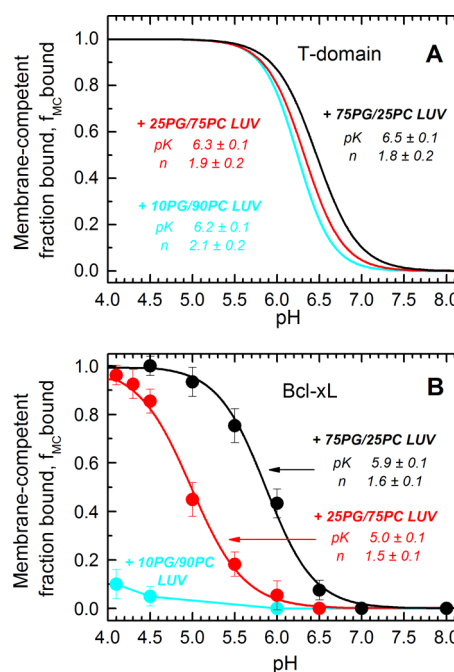 A
T-domain
Membrane-competent
fraction bound, f_MC bound
1.0
0.8
0.6
0.4
0.2
0.0
+ 25PG/75PC LUV
pK 6.3 ± 0.1
n 1.9 ± 0.2
+ 10PG/90PC LUV
pK 6.2 ± 0.1
n 2.1 ± 0.2
+ 75PG/25PC LUV
pK 6.5 ± 0.1
n 1.8 ± 0.2
4.0 4.5 5.0 5.5 6.0 6.5 7.0 7.5 8.0
pH
B
Bcl-xL
Membrane-competent
fraction bound, f_MC bound
1.0
0.8
0.6
0.4
0.2
0.0
+ 75PG/25PC LUV
pK 5.9 ± 0.1
n 1.6 ± 0.1
+ 25PG/75PC LUV
pK 5.0 ± 0.1
n 1.5 ± 0.1
+ 10PG/90PC
LUV
4.0 4.5 5.0 5.5 6.0 6.5 7.0 7.5 8.0
pH